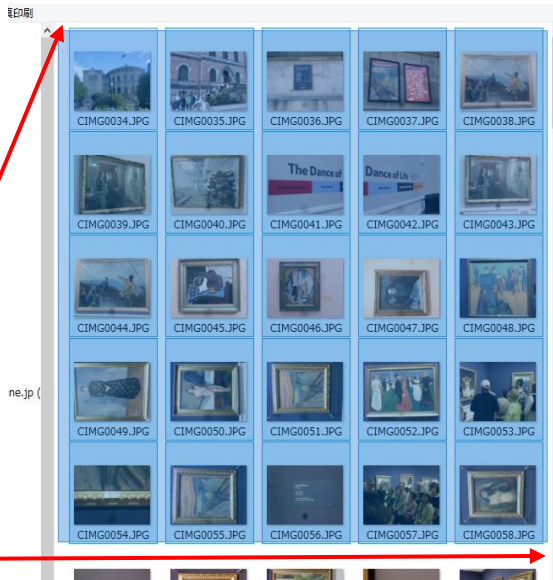 真印刷
CIMG0034.JPG CIMG0035.JPG CIMG0036.JPG CIMG0037.JPG CIMG0038.JPG
The Dance of Dance of Life
CIMG0039.JPG CIMG0040.JPG CIMG0041.JPG CIMG0042.JPG CIMG0043.JPG
CIMG0044.JPG CIMG0045.JPG CIMG0046.JPG CIMG0047.JPG CIMG0048.JPG
ne.jp (
CIMG0049.JPG CIMG0050.JPG CIMG0051.JPG CIMG0052.JPG CIMG0053.JPG
CIMG0054.JPG CIMG0055.JPG CIMG0056.JPG CIMG0057.JPG CIMG0058.JPG